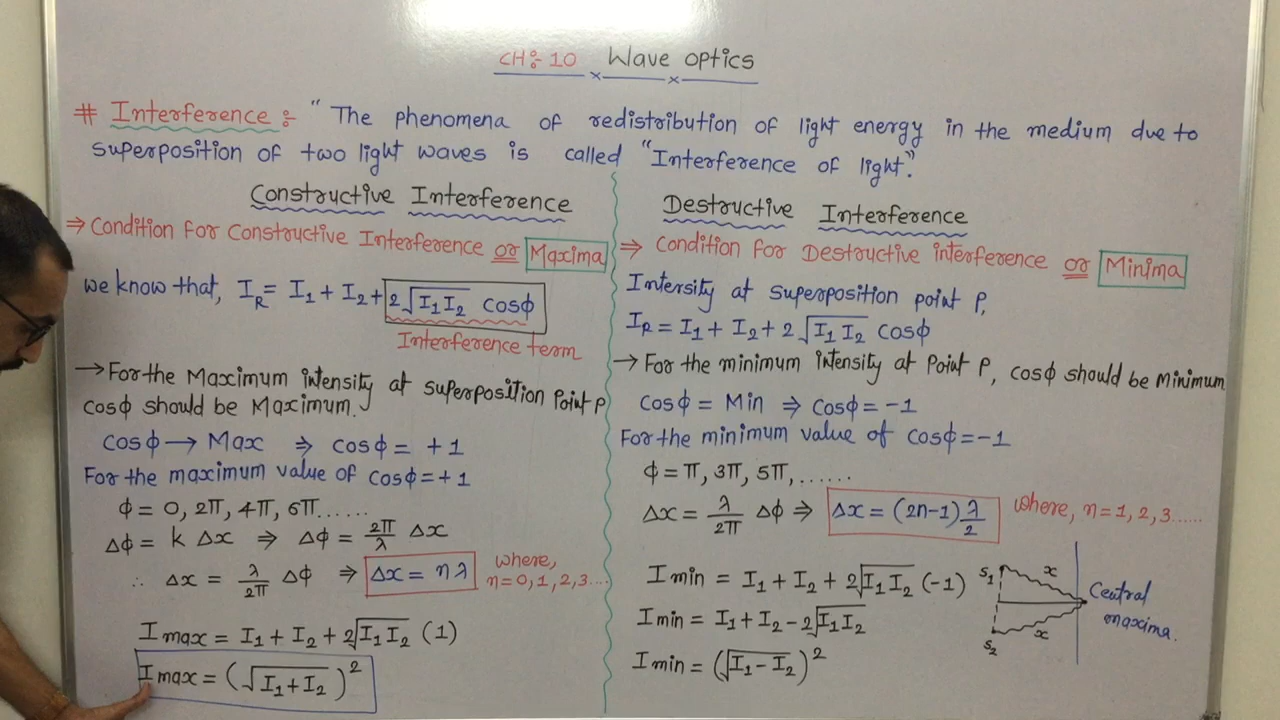 CH:- 10 Wave optics
# Interference :- "The phenomena of redistribution of light energy in the medium due to
superposition of two light waves is called "Interference of light".
Constructive Interference
⇒ Condition for Constructive Interference or Maxima
we know that, I_R = I₁ + I₂ + 2√(I₁I₂) cosϕ
Interference term
→ For the Maximum intensity at superposition Point P
cosϕ should be Maximum.
cosϕ → Max ⇒ cosϕ = +1
For the maximum value of cosϕ=+1
ϕ = 0, 2π, 4π, 6π......
Δϕ = k Δx ⇒ Δϕ = 2π/λ Δx
∴ Δx = λ/2π Δϕ ⇒ Δx = nλ
where,
n=0,1,2,3....
I max = I₁ + I₂ + 2√(I₁I₂) (1)
I max = (√(I₁+I₂))²
Destructive Interference
⇒ Condition for Destructive interference or Minima
Intersity at superposition point P,
I_R = I₁ + I₂ + 2√(I₁I₂) cosϕ
→ For the minimum intensity at Point P, cosϕ should be Minimum
cosϕ = Min ⇒ cosϕ = -1
For the minimum value of cosϕ=-1
ϕ = π, 3π, 5π,......
Δx = λ/2π Δϕ ⇒ Δx = (2n-1)λ/2 where, n=1,2,3......
I min = I₁ + I₂ + 2√(I₁I₂) (-1)
I min = I₁ + I₂ - 2√(I₁I₂)
I min = (√(I₁-I₂))²
S₁ x
Central
maxima.
S₂ x